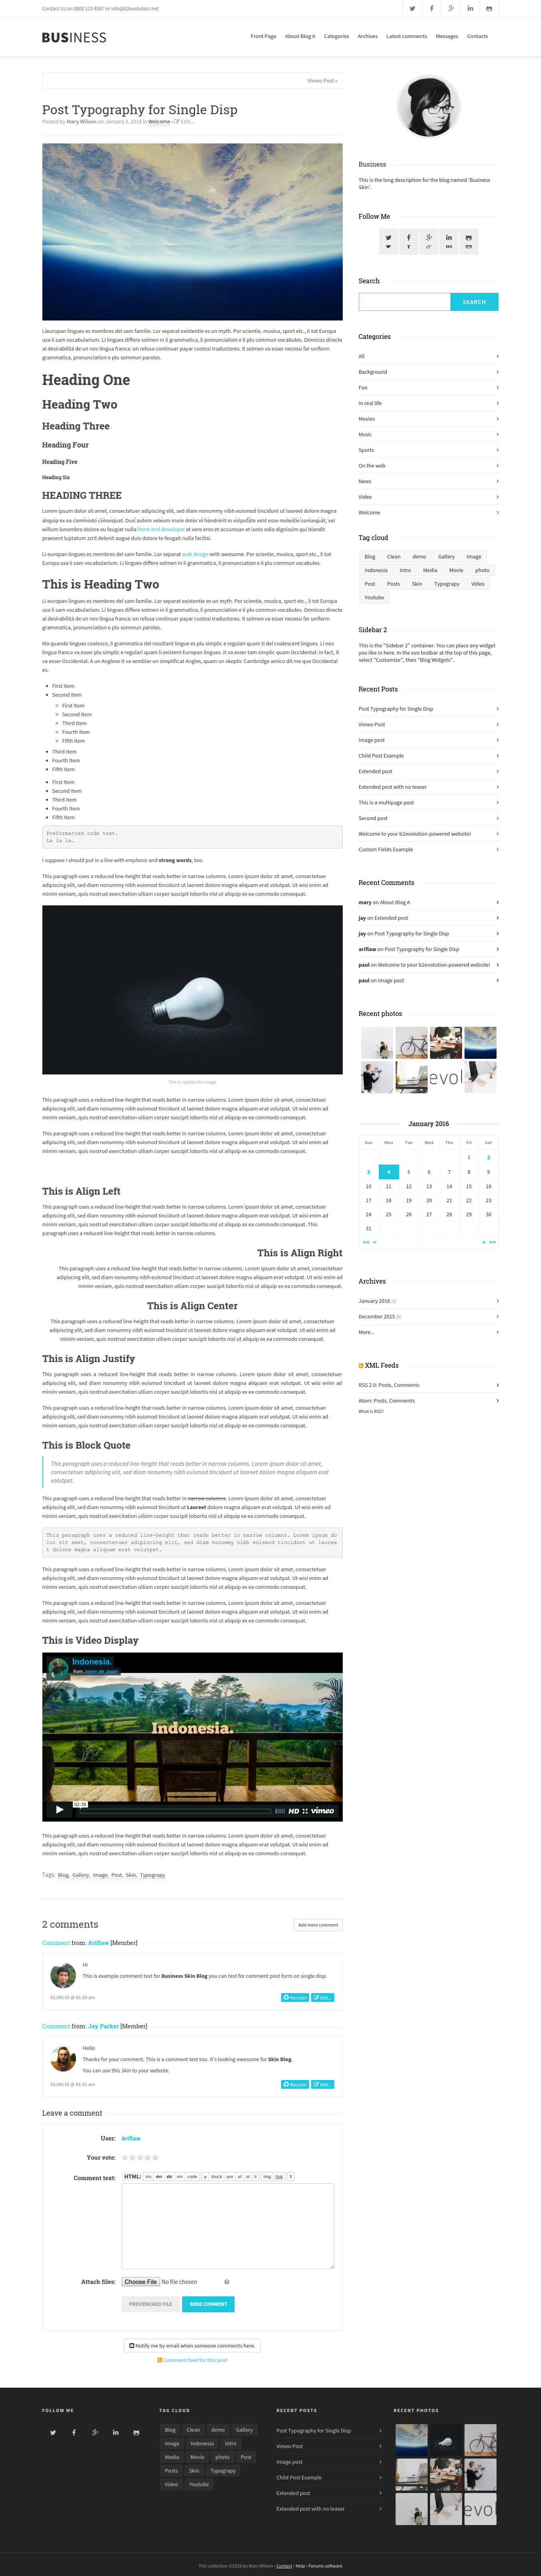 Contact Us on 0800 123 4567 or info@b2evolution.net
BUSINESS
Front Page About Blog A Categories Archives Latest comments Messages Contacts
Vimeo Post »
Post Typography for Single Disp
Posted by Mary Wilson on January 3, 2016 in Welcome • Edit...
Lieuropan lingues es membres del sam familie. Lor separat existentie es un myth. Por scientie, musica, sport etc., li tot Europa
usa li sam vocabularium. Li lingues differe solmen in li grammatica, li pronunciation e li plu commun vocabules. Omnicos directe
al desirabilitá de un nov lingua franca: on refusa continuar payar custosi traductores. It solmen va esser necessi far uniform
grammatica, pronunciation e plu sommun paroles.
Heading One
Heading Two
Heading Three
Heading Four
Heading Five
Heading Six
HEADING THREE
Lorem ipsum dolor sit amet, consectetuer adipiscing elit, sed diam nonummy nibh euismod tincidunt ut laoreet dolore magna
aliquip ex ea commodo consequat. Duis autem veleum iriure dolor in hendrerit in vulputate velit esse molestie consequat, vel
willum lunombro dolore eu feugiat nulla front-end developer at vero eros et accumsan et iusto odio dignissim qui blandit
praesent luptatum zzril delenit augue duis dolore te feugait nulla facilisi.
Li europan lingues es membres del sam familie. Lor separat web design with awesome. Por scientie, musica, sport etc., li tot
Europa usa li sam vocabularium. Li lingues differe solmen in li grammatica, li pronunciation e li plu commun vocabules.
This is Heading Two
Li europan lingues es membres del sam familie. Lor separat existentie es un myth. Por scientie, musica, sport etc., li tot Europa
usa li sam vocabularium. Li lingues differe solmen in li grammatica, li pronunciation e li plu commun vocabules. Omnicos directe
al desirabilitá de un nov lingua franca: on refusa continuar payar custosi traductores. It solmen va esser necessi far uniform
grammatica, pronunciation e plu sommun paroles.
Ma quande lingues coalesce, li grammatica del resultant lingue es plu simplic e regulari quam ti del coalescent lingues. Li nov
lingua franca va esser plu simplic e regulari quam li existent Europan lingues. It va esser tam simplic quam Occidental: in fact, it
va esser Occidental. A un Angleso it va semblar un simplificat Angles, quam un skeptic Cambridge amico dit me que Occidental
es.
First Item
Second Item
First Item
Second Item
Third Item
Fourth Item
Fifth Item
Third Item
Fourth Item
Fifth Item
First Item
Second Item
Third Item
Fourth Item
Fifth Item
Preformatted code text.
La la la.
I suppose I should put in a line with emphasis and strong words, too.
This paragraph uses a reduced line-height that reads better in narrow columns. Lorem ipsum dolor sit amet, consectetuer
adipiscing elit, sed diam nonummy nibh euismod tincidunt ut laoreet dolore magna aliquam erat volutpat. Ut wisi enim ad
minim veniam, quis nostrud exercitation ulliam corper suscipit lobortis nisl ut aliquip ex ea commodo consequat.
This is caption for image
This paragraph uses a reduced line-height that reads better in narrow columns. Lorem ipsum dolor sit amet, consectetuer
adipiscing elit, sed diam nonummy nibh euismod tincidunt ut laoreet dolore magna aliquam erat volutpat. Ut wisi enim ad
minim veniam, quis nostrud exercitation ulliam corper suscipit lobortis nisl ut aliquip ex ea commodo consequat.
This paragraph uses a reduced line-height that reads better in narrow columns. Lorem ipsum dolor sit amet, consectetuer
adipiscing elit, sed diam nonummy nibh euismod tincidunt ut laoreet dolore magna aliquam erat volutpat. Ut wisi enim ad
minim veniam, quis nostrud exercitation ulliam corper suscipit lobortis nisl ut aliquip ex ea commodo consequat.
This is Align Left
This paragraph uses a reduced line-height that reads better in narrow columns. Lorem ipsum dolor sit amet, consectetuer
adipiscing elit, sed diam nonummy nibh euismod tincidunt ut laoreet dolore magna aliquam erat volutpat. Ut wisi enim ad
minim veniam, quis nostrud exercitation ulliam corper suscipit lobortis nisl ut aliquip ex ea commodo consequat. This
paragraph uses a reduced line-height that reads better in narrow columns.
This is Align Right
This paragraph uses a reduced line-height that reads better in narrow columns. Lorem ipsum dolor sit amet, consectetuer
adipiscing elit, sed diam nonummy nibh euismod tincidunt ut laoreet dolore magna aliquam erat volutpat. Ut wisi enim ad
minim veniam, quis nostrud exercitation ulliam corper suscipit lobortis nisl ut aliquip ex ea commodo consequat.
This is Align Center
This paragraph uses a reduced line-height that reads better in narrow columns. Lorem ipsum dolor sit amet, consectetuer
adipiscing elit, sed diam nonummy nibh euismod tincidunt ut laoreet dolore magna aliquam erat volutpat. Ut wisi enim ad
minim veniam, quis nostrud exercitation ulliam corper suscipit lobortis nisl ut aliquip ex ea commodo consequat.
This is Align Justify
This paragraph uses a reduced line-height that reads better in narrow columns. Lorem ipsum dolor sit amet, consectetuer
adipiscing elit, sed diam nonummy nibh euismod tincidunt ut laoreet dolore magna aliquam erat volutpat. Ut wisi enim ad
minim veniam, quis nostrud exercitation ulliam corper suscipit lobortis nisl ut aliquip ex ea commodo consequat.
This paragraph uses a reduced line-height that reads better in narrow columns. Lorem ipsum dolor sit amet, consectetuer
adipiscing elit, sed diam nonummy nibh euismod tincidunt ut laoreet dolore magna aliquam erat volutpat. Ut wisi enim ad
minim veniam, quis nostrud exercitation ulliam corper suscipit lobortis nisl ut aliquip ex ea commodo consequat.
This is Block Quote
This paragraph uses a reduced line-height that reads better in narrow columns. Lorem ipsum dolor sit amet,
consectetuer adipiscing elit, sed diam nonummy nibh euismod tincidunt ut laoreet dolore magna aliquam erat
volutpat.
This paragraph uses a reduced line-height that reads better in narrow columns. Lorem ipsum dolor sit amet, consectetuer
adipiscing elit, sed diam nonummy nibh euismod tincidunt ut Laoreet dolore magna aliquam erat volutpat. Ut wisi enim ad
minim veniam, quis nostrud exercitation ulliam corper suscipit lobortis nisl ut aliquip ex ea commodo consequat.
This paragraph uses a reduced line-height that reads better in narrow columns. Lorem ipsum do
lor sit amet, consectetuer adipiscing elit, sed diam nonummy nibh euismod tincidunt ut laoree
t dolore magna aliquam erat volutpat.
This paragraph uses a reduced line-height that reads better in narrow columns. Lorem ipsum dolor sit amet, consectetuer
adipiscing elit, sed diam nonummy nibh euismod tincidunt ut laoreet dolore magna aliquam erat volutpat. Ut wisi enim ad
minim veniam, quis nostrud exercitation ulliam corper suscipit lobortis nisl ut aliquip ex ea commodo consequat.
This paragraph uses a reduced line-height that reads better in narrow columns. Lorem ipsum dolor sit amet, consectetuer
adipiscing elit, sed diam nonummy nibh euismod tincidunt ut laoreet dolore magna aliquam erat volutpat. Ut wisi enim ad
minim veniam, quis nostrud exercitation ulliam corper suscipit lobortis nisl ut aliquip ex ea commodo consequat.
This is Video Display
Indonesia.
from Joren de Jager
Indonesia.
02:36
HD vimeo
This paragraph uses a reduced line-height that reads better in narrow columns. Lorem ipsum dolor sit amet, consectetuer
adipiscing elit, sed diam nonummy nibh euismod tincidunt ut laoreet dolore magna aliquam erat volutpat. Ut wisi enim ad
minim veniam, quis nostrud exercitation ulliam corper suscipit lobortis nisl ut aliquip ex ea commodo consequat.
Tags: Blog, Gallery, Image, Post, Skin, Typograpy
2 comments
Add meta comment
Comment from: Ariflaw [Member]
Hi
This is example comment text for Business Skin Blog you can test for comment post form on single disp.
01/04/16 @ 01:29 am
Recycle! Edit...
Comment from: Jay Parker [Member]
Hello
Thanks for your comment. This is a comment test too. It's looking awesome for Skin Blog.
You can use this Skin to your website.
01/04/16 @ 01:31 am
Recycle! Edit...
Leave a comment
User: Ariflaw
Your vote:
Comment text:
HTML: ins del str em code p block pre ul ol li img link X
Attach files: Choose File No file chosen
PREVIEW/ADD FILE SEND COMMENT
Notify me by email when someone comments here.
Comment feed for this post
Business
This is the long description for the blog named 'Business
Skin'.
Follow Me
Search
SEARCH
Categories
All
Background
Fun
In real life
Movies
Music
Sports
On the web
News
Video
Welcome
Tag cloud
Blog Clean demo Gallery Image
Indonesia intro Media Movie photo
Post Posts Skin Typograpy Video
Youtube
Sidebar 2
This is the "Sidebar 2" container. You can place any widget
you like in here. In the evo toolbar at the top of this page,
select "Customize", then "Blog Widgets".
Recent Posts
Post Typography for Single Disp
Vimeo Post
Image post
Child Post Example
Extended post
Extended post with no teaser
This is a multipage post
Second post
Welcome to your b2evolution-powered website!
Custom Fields Example
Recent Comments
mary on About Blog A
jay on Extended post
jay on Post Typography for Single Disp
ariflaw on Post Typography for Single Disp
paul on Welcome to your b2evolution-powered website!
paul on Image post
Recent photos
evol
January 2016
Sun Mon Tue Wed Thu Fri Sat
1 2
3 4 5 6 7 8 9
10 11 12 13 14 15 16
17 18 19 20 21 22 23
24 25 26 27 28 29 30
31
<< < > >>
Archives
January 2016
December 2015
More...
XML Feeds
RSS 2.0: Posts, Comments
Atom: Posts, Comments
What is RSS?
FOLLOW ME
TAG CLOUD
Blog Clean demo Gallery
Image Indonesia intro
Media Movie photo Post
Posts Skin Typograpy
Video Youtube
RECENT POSTS
Post Typography for Single Disp
Vimeo Post
Image post
Child Post Example
Extended post
Extended post with no teaser
RECENT PHOTOS
evol
This collection ©2016 by Mary Wilson • Contact • Help • Forums software